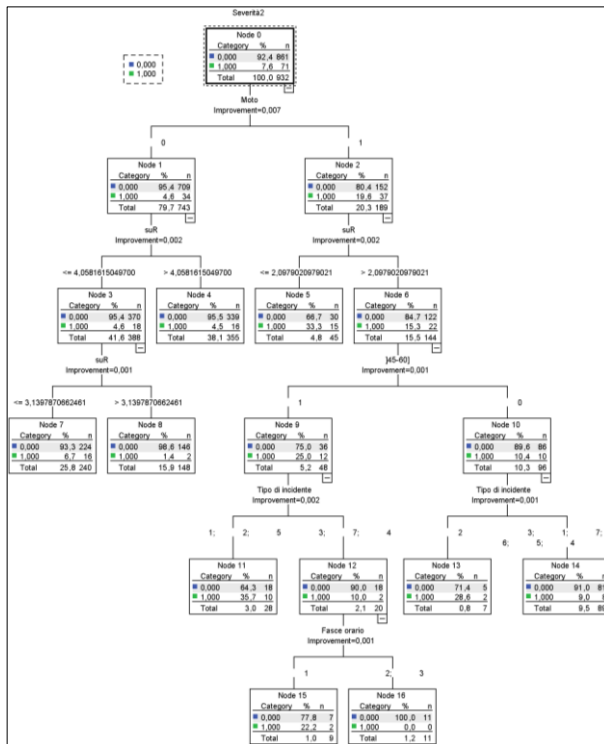 Severità2
Node 0
Category % n
0,000 92,4 861
1,000 7,6 71
Total 100,0 932
0,000
1,000
Moto
Improvement=0,007
0 1
Node 1
Category % n
0,000 95,4 709
1,000 4,6 34
Total 79,7 743
Node 2
Category % n
0,000 80,4 152
1,000 19,6 37
Total 20,3 189
suR
Improvement=0,002
suR
Improvement=0,002
<= 4,0581615049700 > 4,0581615049700 <= 2,0979020979021 > 2,0979020979021
Node 3
Category % n
0,000 95,4 370
1,000 4,6 18
Total 41,6 388
Node 4
Category % n
0,000 95,5 339
1,000 4,5 16
Total 38,1 355
Node 5
Category % n
0,000 66,7 30
1,000 33,3 15
Total 4,8 45
Node 6
Category % n
0,000 84,7 122
1,000 15,3 22
Total 15,5 144
suR
Improvement=0,001
]45-60]
Improvement=0,001
<= 3,1397870662461 > 3,1397870662461 1 0
Node 7
Category % n
0,000 93,3 224
1,000 6,7 16
Total 25,8 240
Node 8
Category % n
0,000 98,6 146
1,000 1,4 2
Total 15,9 148
Node 9
Category % n
0,000 75,0 36
1,000 25,0 12
Total 5,2 48
Node 10
Category % n
0,000 89,6 86
1,000 10,4 10
Total 10,3 96
Tipo di incidente
Improvement=0,002
Tipo di incidente
Improvement=0,001
1; 2; 5 3; 7; 4 2 3; 1; 7;
6; 5; 4
Node 11
Category % n
0,000 64,3 18
1,000 35,7 10
Total 3,0 28
Node 12
Category % n
0,000 90,0 18
1,000 10,0 2
Total 2,1 20
Node 13
Category % n
0,000 71,4 5
1,000 28,6 2
Total 0,8 7
Node 14
Category %
0,000 91,0
1,000 9,0
Total 9,5
Fasce orario
Improvement=0,001
1 2; 3
Node 15
Category % n
0,000 77,8 7
1,000 22,2 2
Total 1,0 9
Node 16
Category % n
0,000 100,0 11
1,000 0,0 0
Total 1,2 11